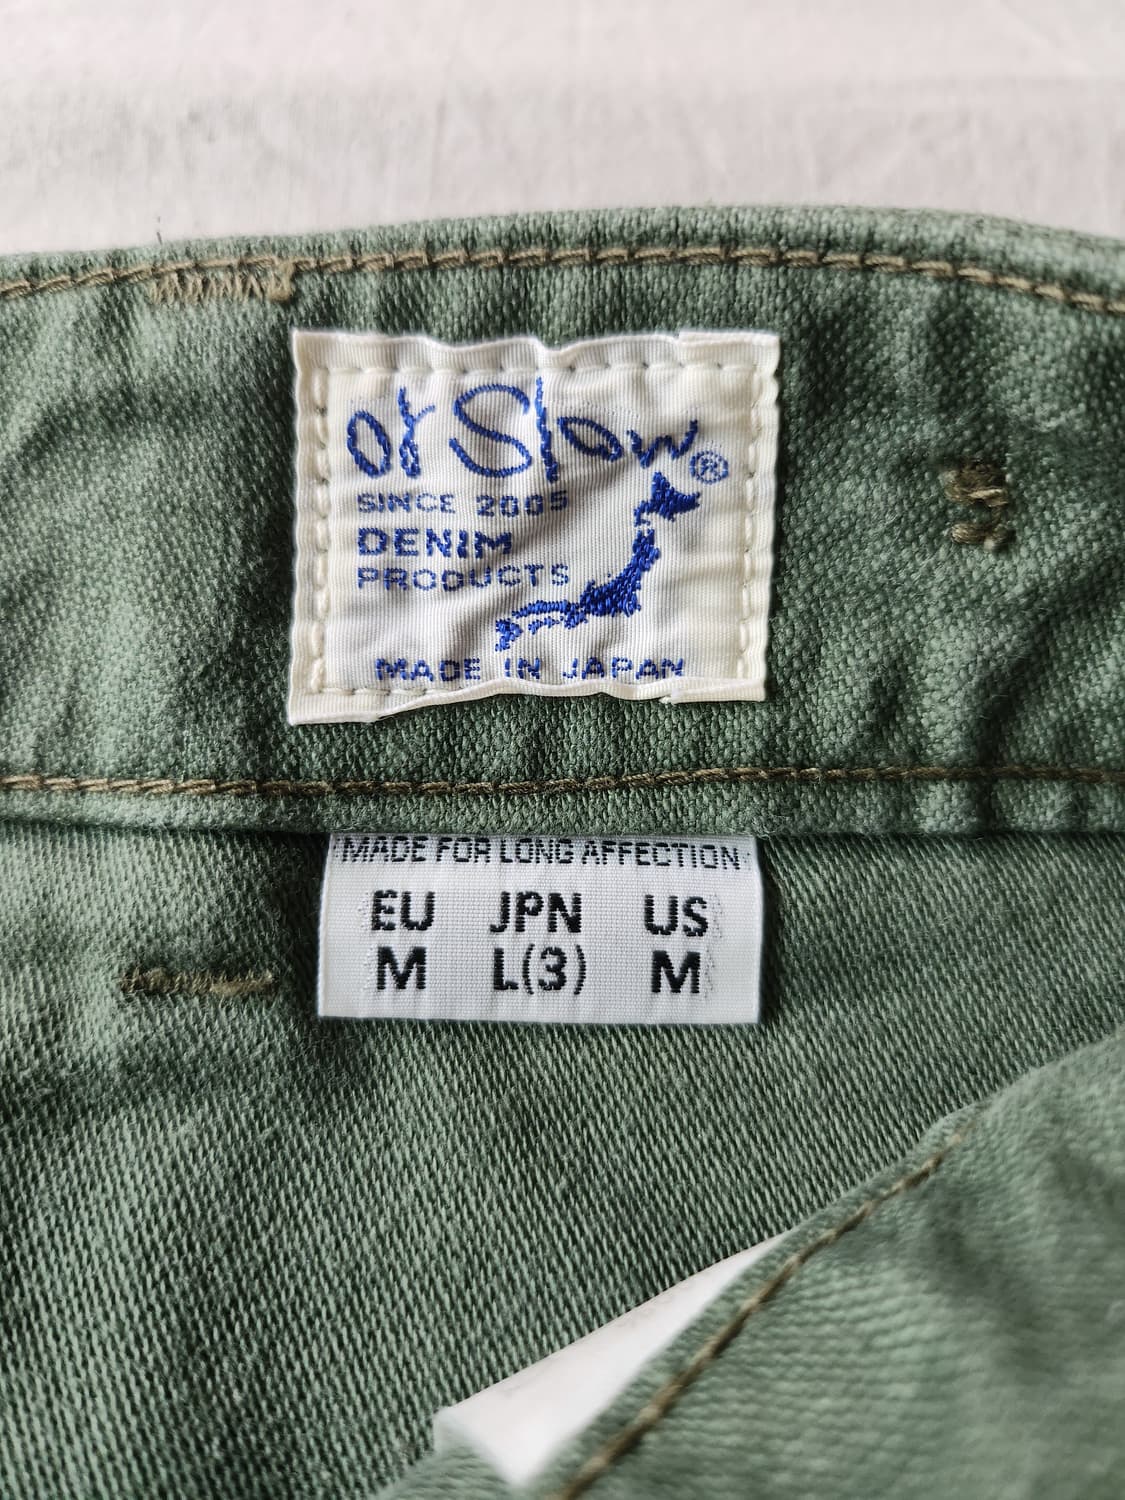 or Slow®
SINCE 2005
DENIM
PRODUCTS
MADE IN JAPAN
MADE FOR LONG AFFECTION
EU JPN US
M L(3) M